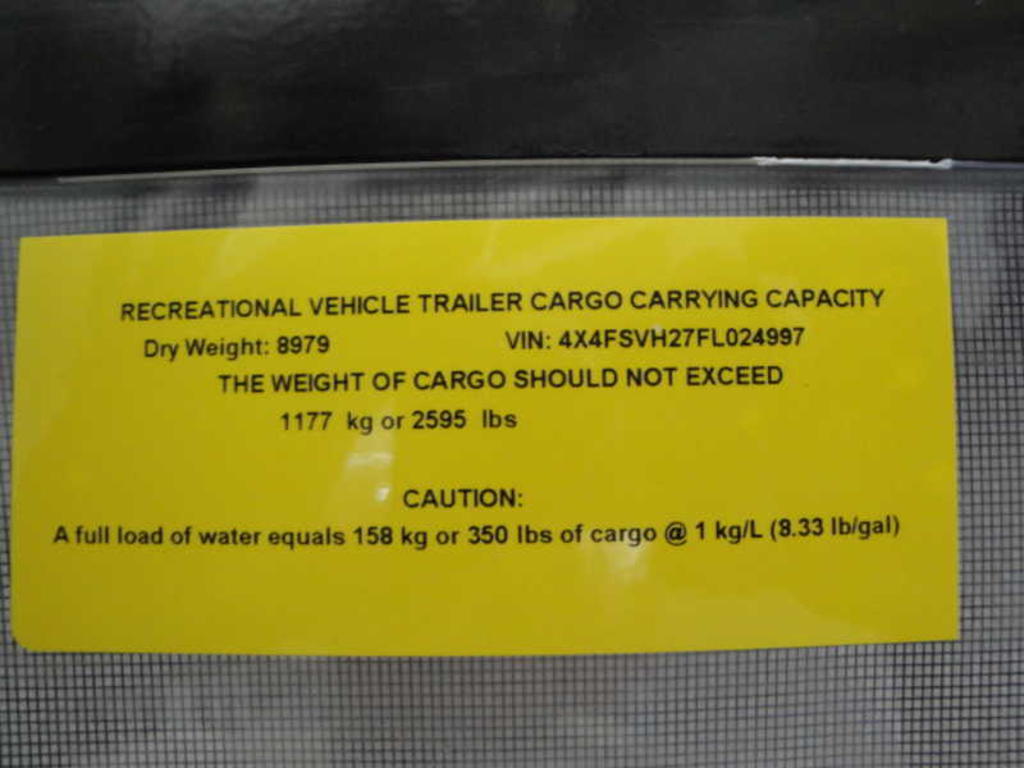 RECREATIONAL VEHICLE TRAILER CARGO CARRYING CAPACITY
Dry Weight: 8979 VIN: 4X4FSVH27FL024997
THE WEIGHT OF CARGO SHOULD NOT EXCEED
1177 kg or 2595 lbs
CAUTION:
A full load of water equals 158 kg or 350 lbs of cargo @ 1 kg/L (8.33 lb/gal)